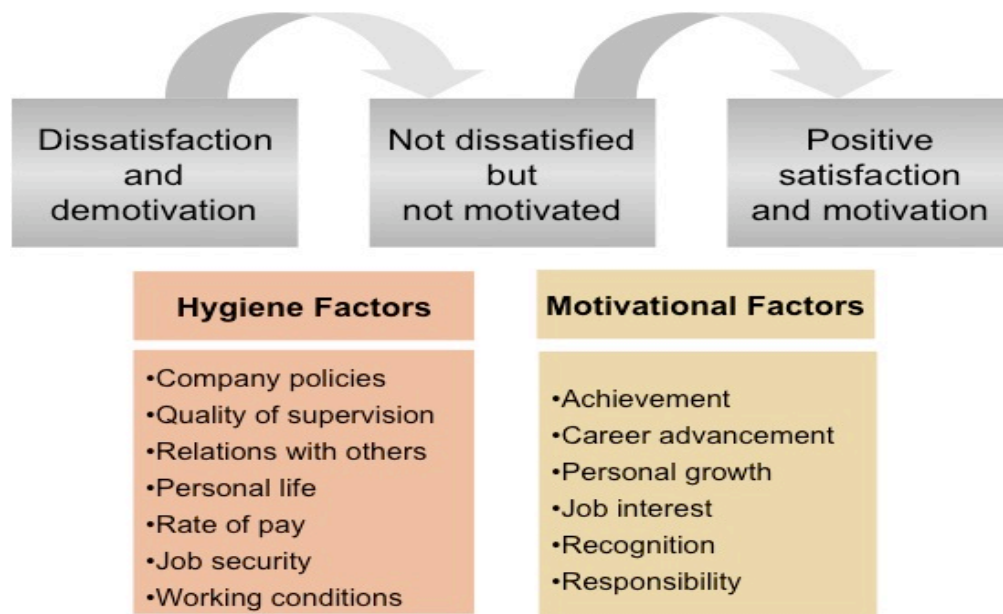 Dissatisfaction
and
demotivation
Not dissatisfied
but
not motivated
Positive
satisfaction
and motivation
Hygiene Factors
•Company policies
•Quality of supervision
•Relations with others
•Personal life
•Rate of pay
•Job security
•Working conditions
Motivational Factors
•Achievement
•Career advancement
•Personal growth
•Job interest
•Recognition
•Responsibility